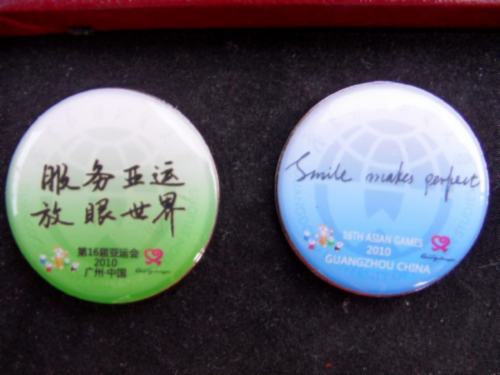 服务亚运
放眼世界
第16届亚运会
2010
广州·中国
Smile makes perfect
16TH ASIAN GAMES
2010
GUANGZHOU CHINA